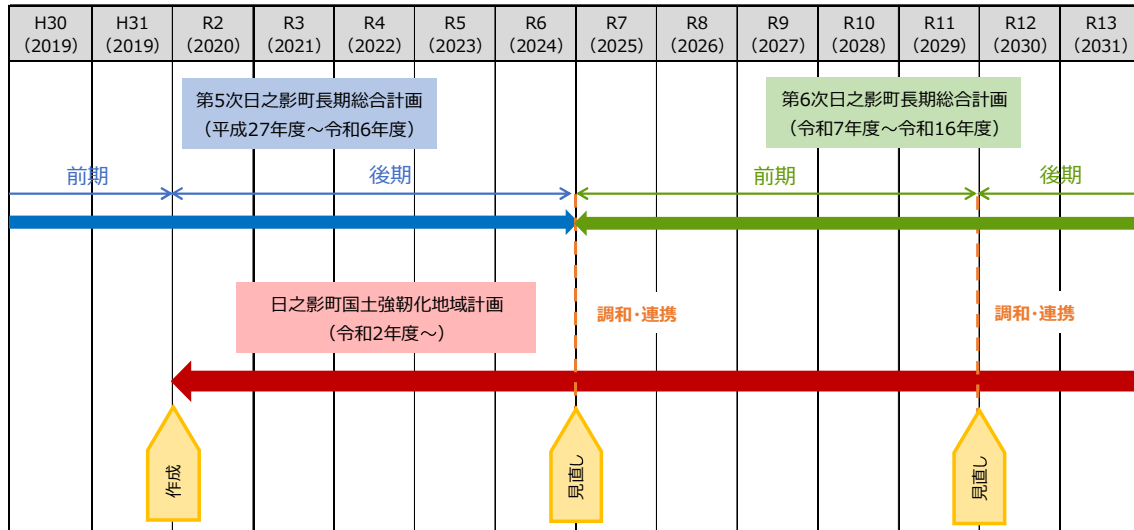 H30 H31 R2 R3 R4 R5 R6 R7 R8 R9 R10 R11 R12 R13
(2019) (2019) (2020) (2021) (2022) (2023) (2024) (2025) (2026) (2027) (2028) (2029) (2030) (2031)
第5次日之影町長期総合計画
（平成27年度～令和6年度）
第6次日之影町長期総合計画
（令和7年度～令和16年度）
前期 後期 前期 後期
日之影町国土強靭化地域計画
（令和2年度～）
調和・連携 調和・連携
作成 見直し 見直し